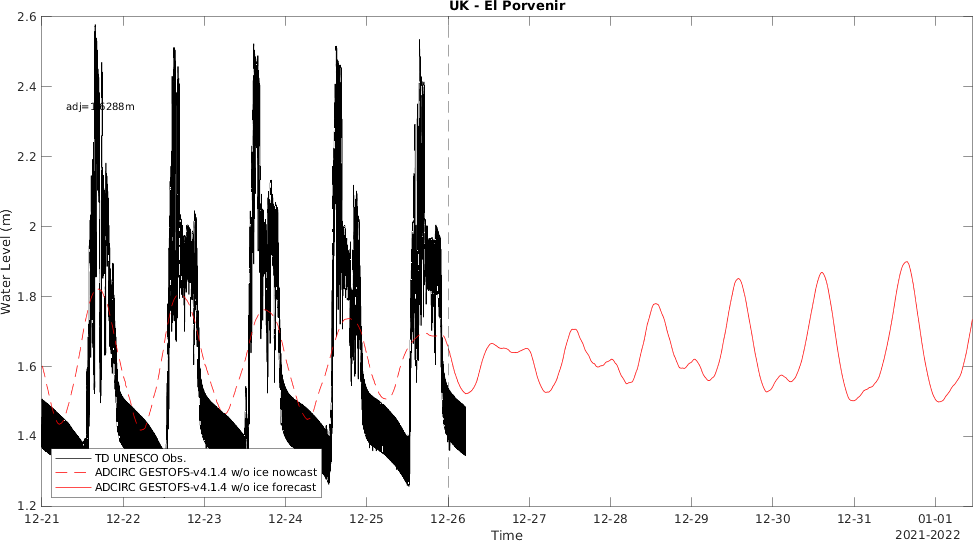 UK - El Porvenir
2.6
2.4
2.2
2
1.8
1.6
1.4
1.2
Water Level (m)
adj=1.6288m
TD UNESCO Obs.
ADCIRC GESTOFS-v4.1.4 w/o ice nowcast
ADCIRC GESTOFS-v4.1.4 w/o ice forecast
12-21 12-22 12-23 12-24 12-25 12-26 12-27 12-28 12-29 12-30 12-31 01-01
Time
2021-2022